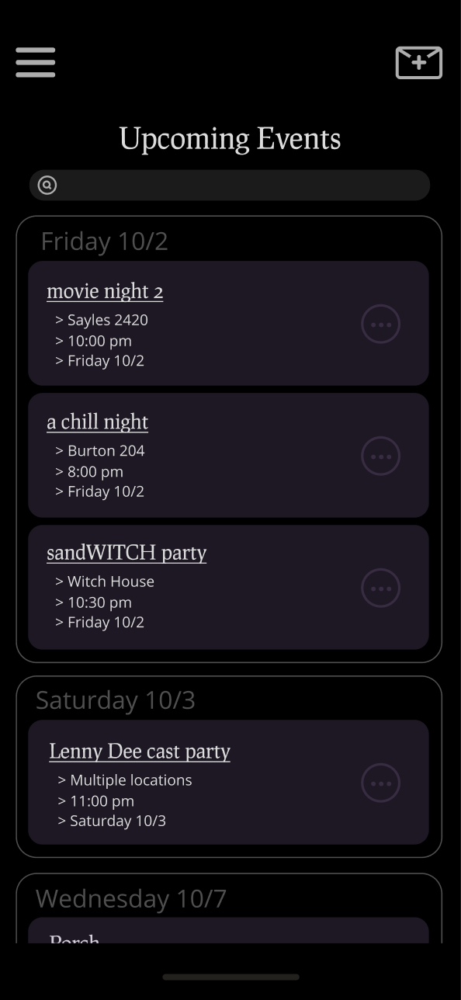 Upcoming Events
Friday 10/2
movie night 2
> Sayles 2420
> 10:00 pm
> Friday 10/2
a chill night
> Burton 204
> 8:00 pm
> Friday 10/2
sandWITCH party
> Witch House
> 10:30 pm
> Friday 10/2
Saturday 10/3
Lenny Dee cast party
> Multiple locations
> 11:00 pm
> Saturday 10/3
Wednesday 10/7
Porch